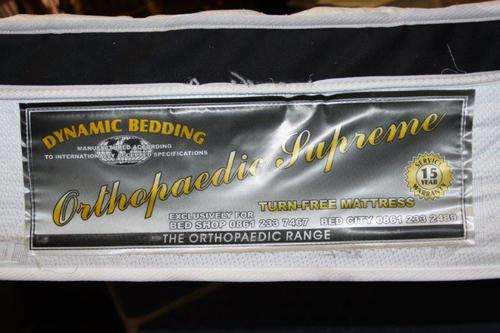 DYNAMIC BEDDING
MANUFACTURED ACCORDING
TO INTERNATIONAL SPECIFICATIONS
Orthopaedic Supreme
SERVICE
15
YEAR
WARRANTY
TURN-FREE MATTRESS
EXCLUSIVELY FOR
BED SHOP 0861 233 7467 BED CITY 0861 233 2489
THE ORTHOPAEDIC RANGE